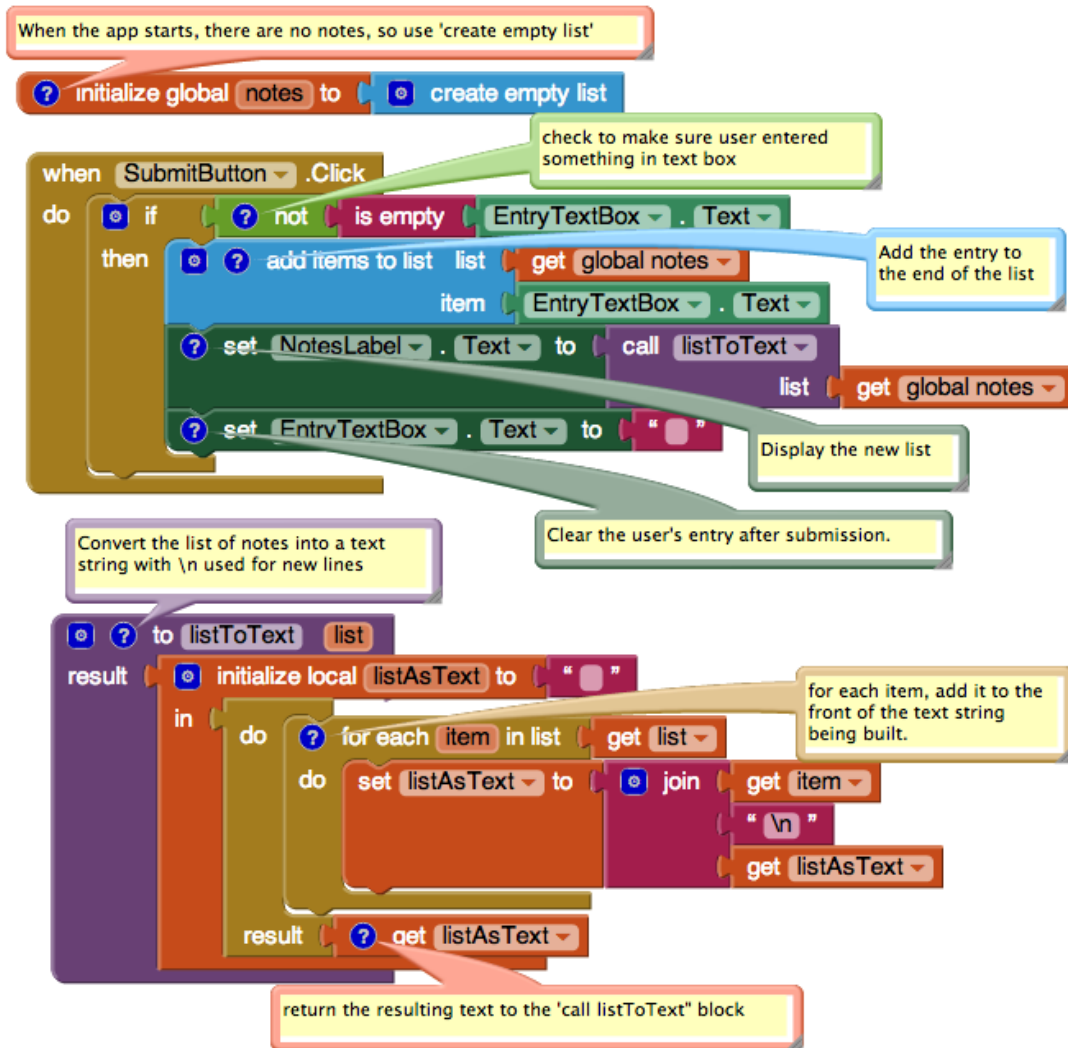 When the app starts, there are no notes, so use 'create empty list'
? initialize global notes to create empty list
check to make sure user entered
something in text box
when SubmitButton .Click
do if ? not is empty EntryTextBox . Text
then ? add items to list list get global notes
Add the entry to
the end of the list
item EntryTextBox . Text
? set NotesLabel . Text to call listToText
list get global notes
? set EntryTextBox . Text to “ ”
Display the new list
Clear the user's entry after submission.
Convert the list of notes into a text
string with \n used for new lines
? to listToText list
result initialize local listAsText to “ ”
for each item, add it to the
front of the text string
being built.
in do ? for each item in list get list
do set listAsText to join get item
“ \n ”
get listAsText
result ? get listAsText
return the resulting text to the 'call listToText" block